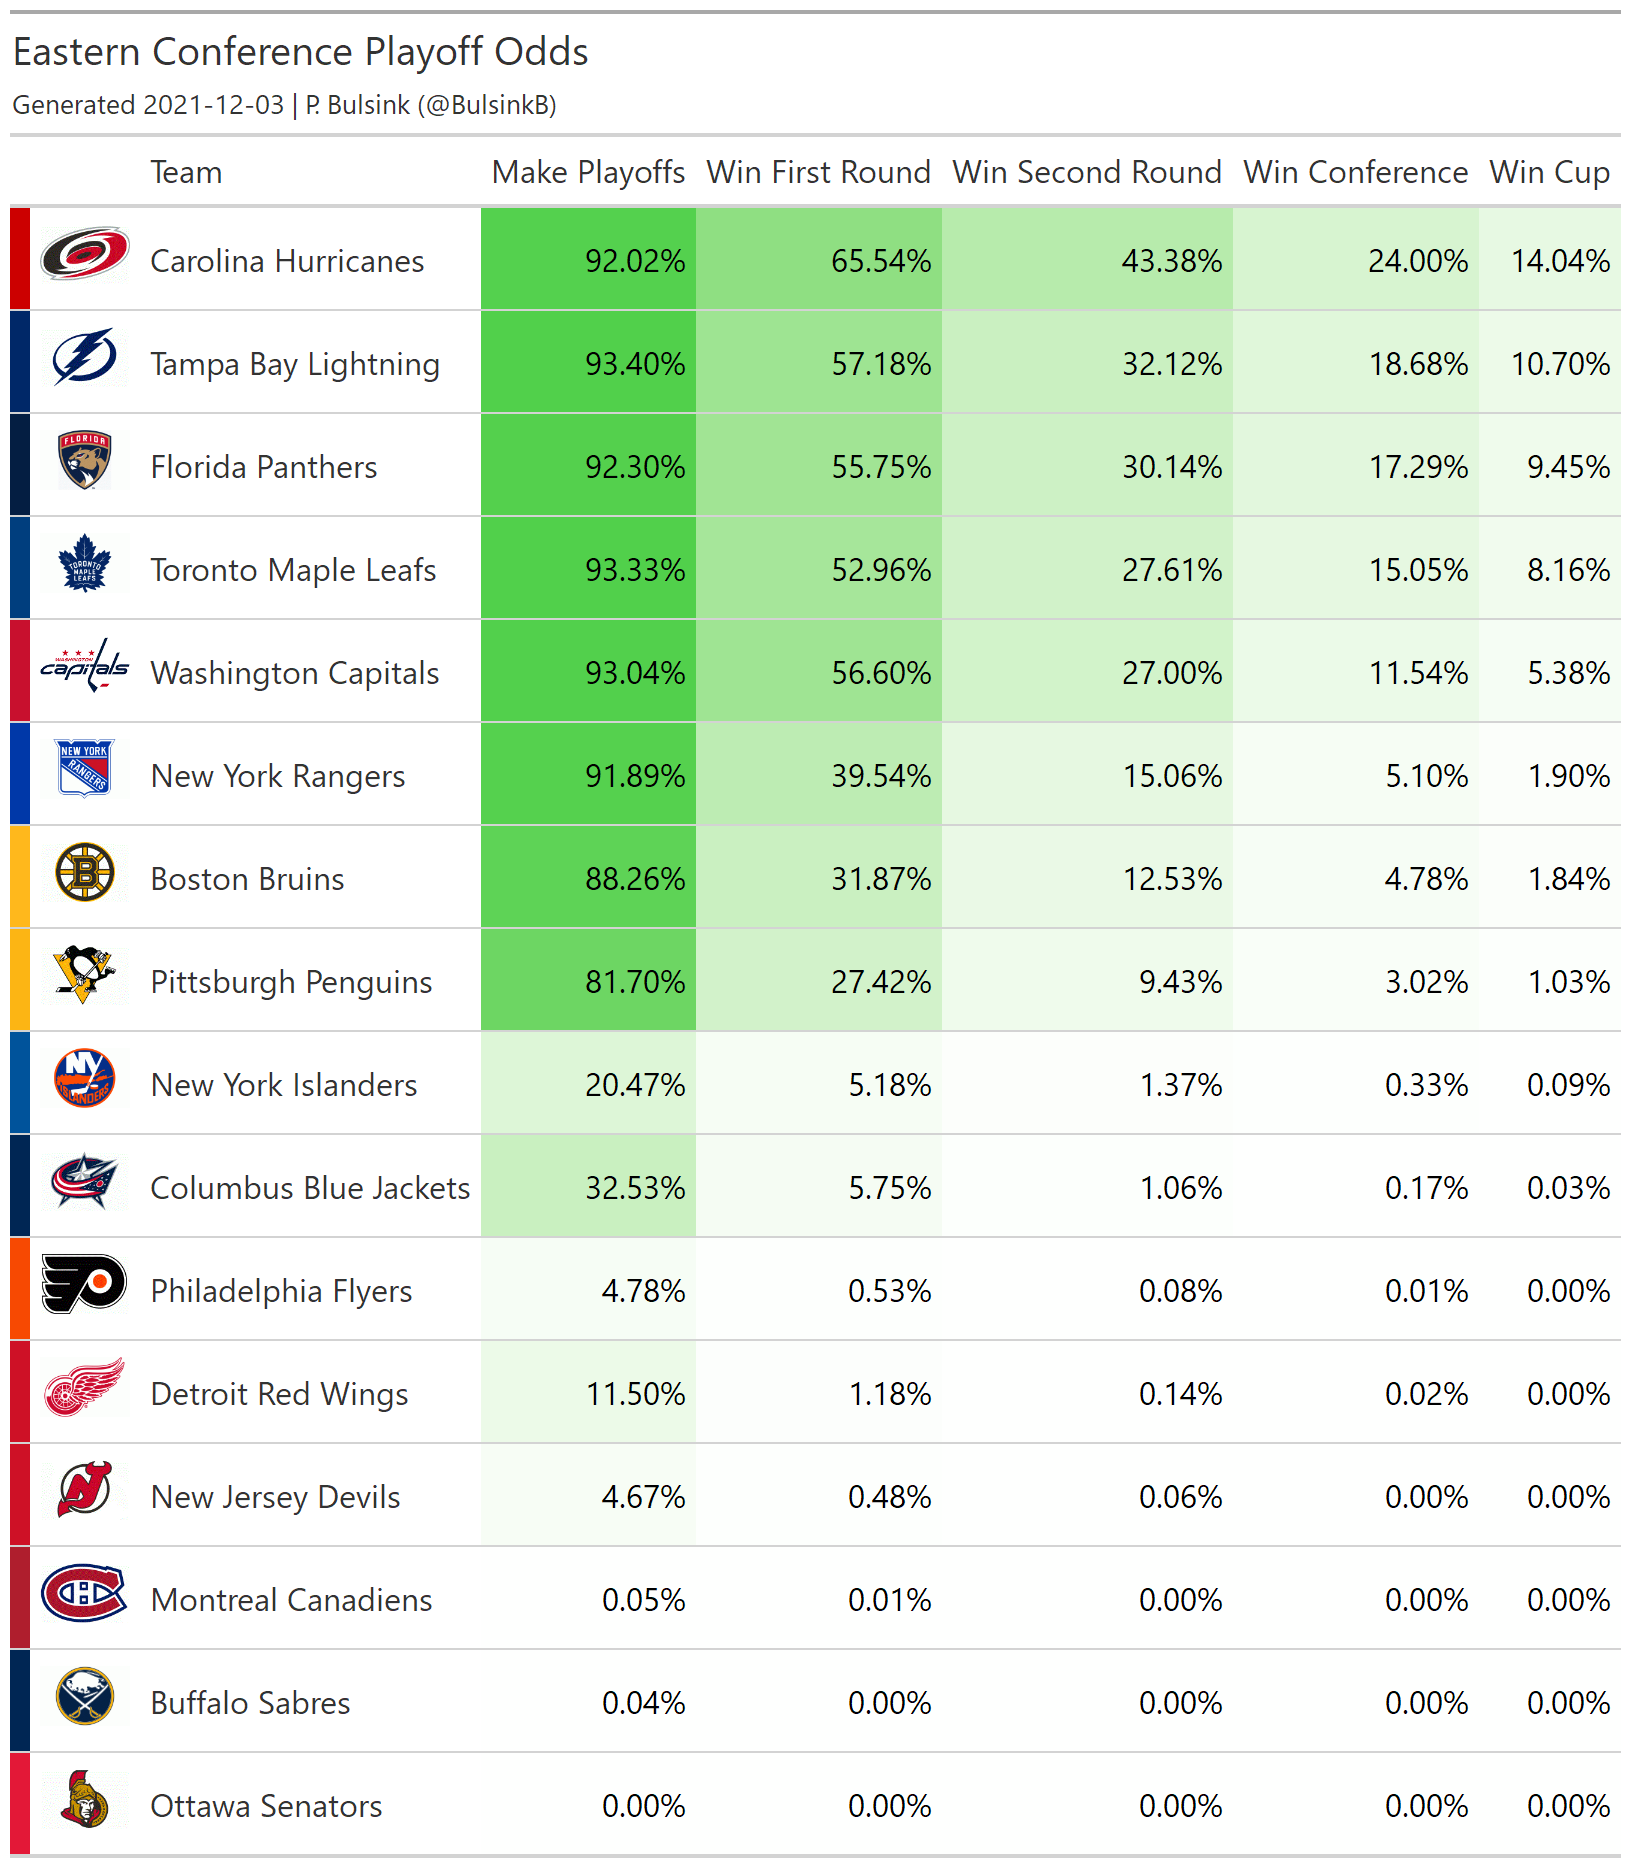 Eastern Conference Playoff Odds
Generated 2021-12-03 | P. Bulsink (@BulsinkB)
Team Make Playoffs Win First Round Win Second Round Win Conference Win Cup
Carolina Hurricanes 92.02% 65.54% 43.38% 24.00% 14.04%
Tampa Bay Lightning 93.40% 57.18% 32.12% 18.68% 10.70%
FLORIDA Florida Panthers 92.30% 55.75% 30.14% 17.29% 9.45%
TORONTO MAPLE LEAFS Toronto Maple Leafs 93.33% 52.96% 27.61% 15.05% 8.16%
WASHINGTON capitals Washington Capitals 93.04% 56.60% 27.00% 11.54% 5.38%
NEW YORK RANGERS New York Rangers 91.89% 39.54% 15.06% 5.10% 1.90%
B Boston Bruins 88.26% 31.87% 12.53% 4.78% 1.84%
Pittsburgh Penguins 81.70% 27.42% 9.43% 3.02% 1.03%
NY ISLANDERS New York Islanders 20.47% 5.18% 1.37% 0.33% 0.09%
Columbus Blue Jackets 32.53% 5.75% 1.06% 0.17% 0.03%
Philadelphia Flyers 4.78% 0.53% 0.08% 0.01% 0.00%
Detroit Red Wings 11.50% 1.18% 0.14% 0.02% 0.00%
New Jersey Devils 4.67% 0.48% 0.06% 0.00% 0.00%
Montreal Canadiens 0.05% 0.01% 0.00% 0.00% 0.00%
Buffalo Sabres 0.04% 0.00% 0.00% 0.00% 0.00%
Ottawa Senators 0.00% 0.00% 0.00% 0.00% 0.00%